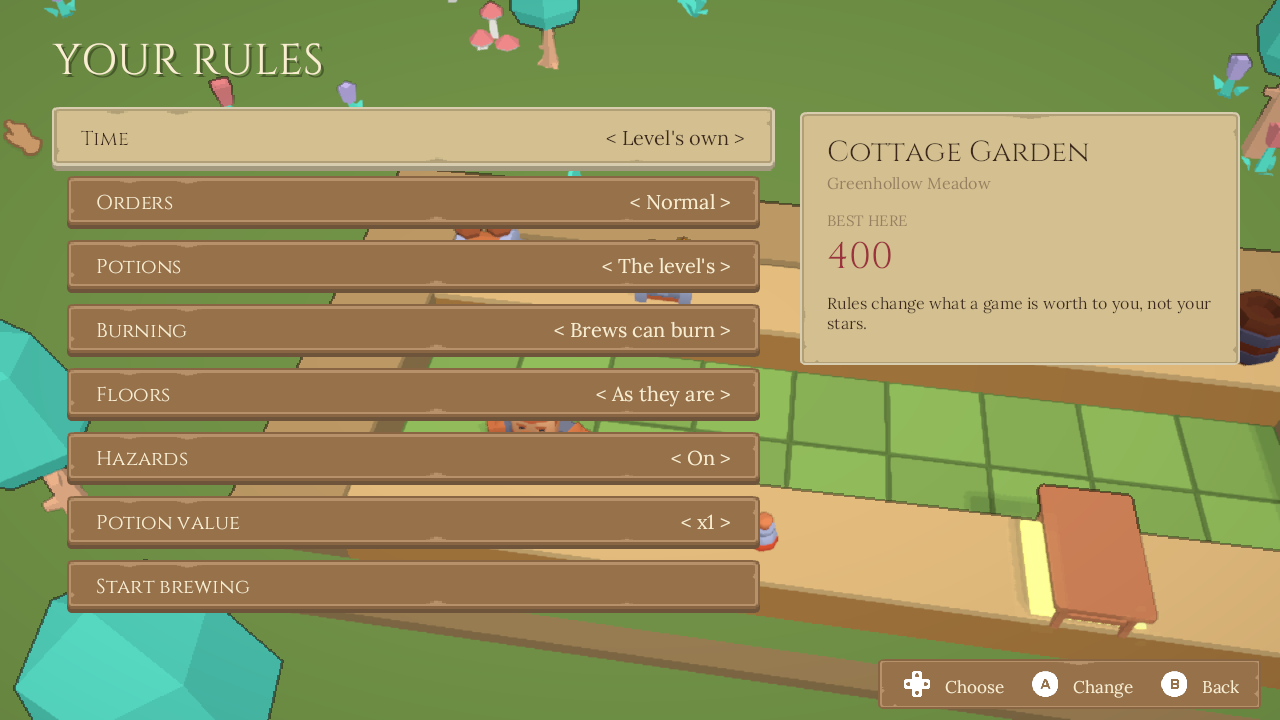 YOUR RULES
TIME < Level's own >
ORDERS < Normal >
POTIONS < The level's >
BURNING < Brews can burn >
FLOORS < As they are >
HAZARDS < On >
POTION VALUE < x1 >
START BREWING
COTTAGE GARDEN
Greenhollow Meadow
BEST HERE
400
Rules change what a game is worth to you, not your
stars.
A B
Choose Change Back